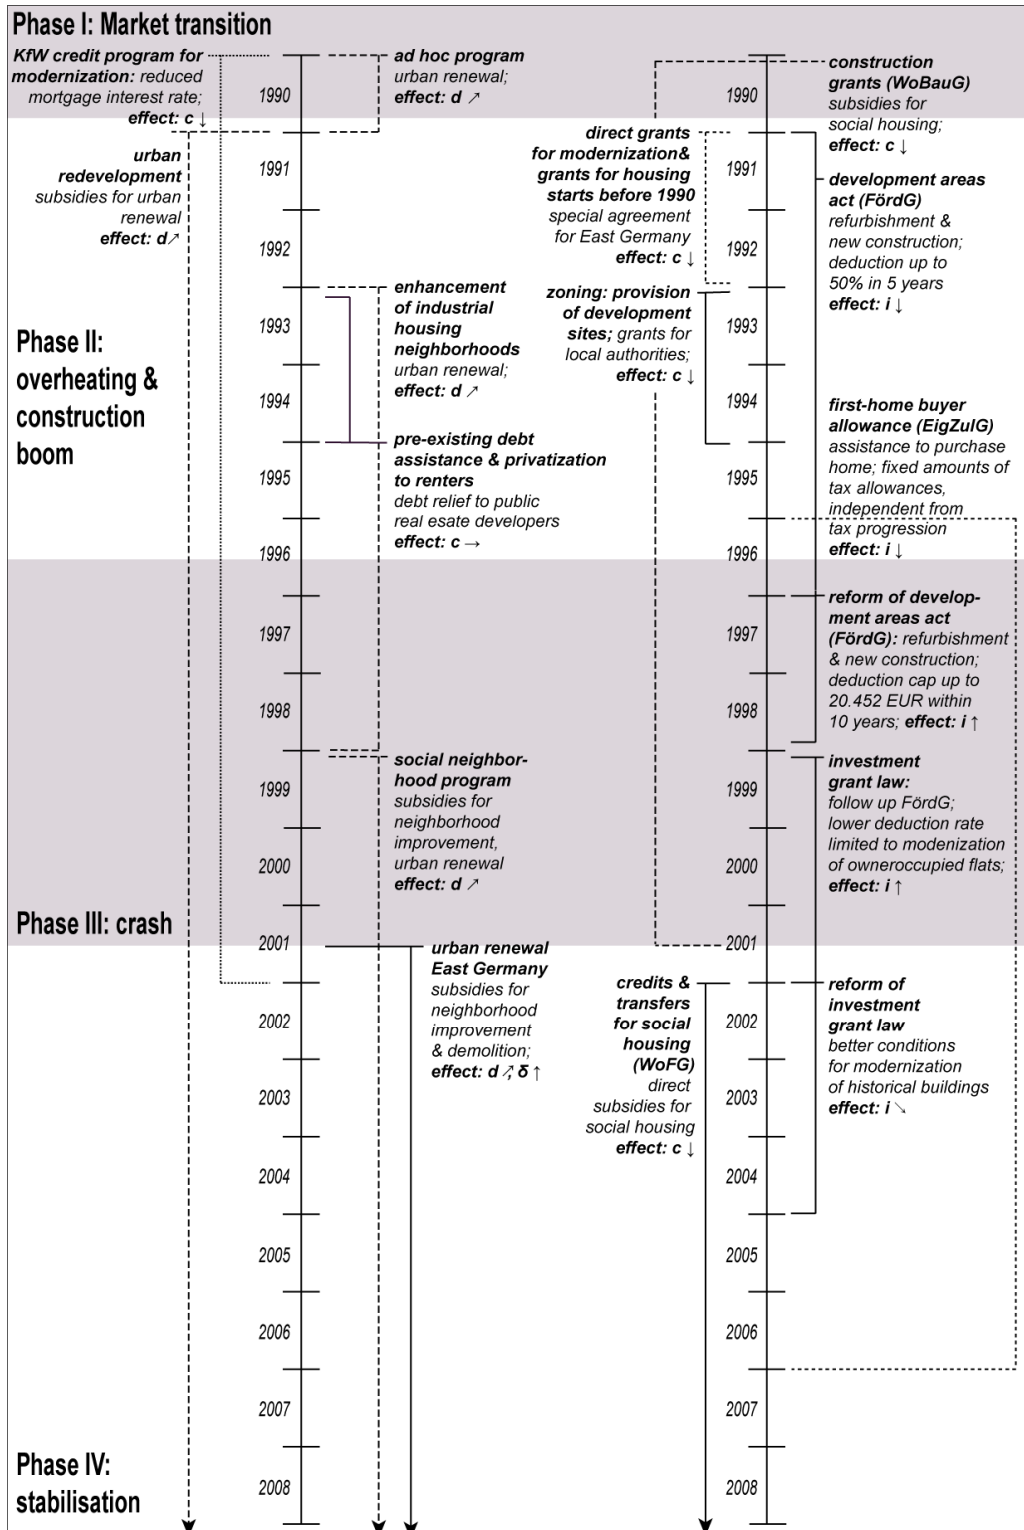 Phase I: Market transition
KfW credit program for
modernization: reduced
mortgage interest rate;
effect: c ↓
urban
redevelopment
subsidies for urban
renewal
effect: d↗
Phase II:
overheating &
construction
boom
Phase III: crash
Phase IV:
stabilisation
1990
1991
1992
1993
1994
1995
1996
1997
1998
1999
2000
2001
2002
2003
2004
2005
2006
2007
2008
ad hoc program
urban renewal;
effect: d ↗
enhancement
of industrial
housing
neighborhoods
urban renewal;
effect: d ↗
pre-existing debt
assistance & privatization
to renters
debt relief to public
real esate developers
effect: c →
social neighbor-
hood program
subsidies for
neighborhood
improvement,
urban renewal
effect: d ↗
urban renewal
East Germany
subsidies for
neighborhood
improvement
& demolition;
effect: d ↗, δ ↑
direct grants
for modernization&
grants for housing
starts before 1990
special agreement
for East Germany
effect: c ↓
zoning: provision
of development
sites; grants for
local authorities;
effect: c ↓
credits &
transfers
for social
housing
(WoFG)
direct
subsidies for
social housing
effect: c ↓
1990
1991
1992
1993
1994
1995
1996
1997
1998
1999
2000
2001
2002
2003
2004
2005
2006
2007
2008
construction
grants (WoBauG)
subsidies for
social housing;
effect: c ↓
development areas
act (FördG)
refurbishment &
new construction;
deduction up to
50% in 5 years
effect: i ↓
first-home buyer
allowance (EigZulG)
assistance to purchase
home; fixed amounts of
tax allowances,
independent from
tax progression
effect: i ↓
reform of develop-
ment areas act
(FördG): refurbishment
& new construction;
deduction cap up to
20.452 EUR within
10 years; effect: i ↑
investment
grant law:
follow up FördG;
lower deduction rate
limited to modenization
of owneroccupied flats;
effect: i ↑
reform of
investment
grant law
better conditions
for modernization
of historical buildings
effect: i ↘